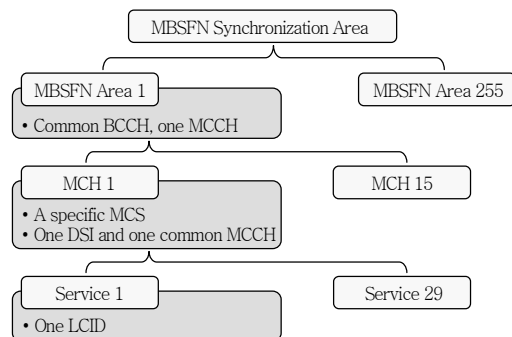 MBSFN Synchronization Area
MBSFN Area 1
MBSFN Area 255
• Common BCCH, one MCCH
MCH 1
MCH 15
• A specific MCS
• One DSI and one common MCCH
Service 1
Service 29
• One LCID